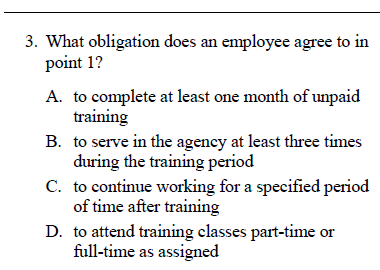 3. What obligation does an employee agree to in
point 1?
A. to complete at least one month of unpaid
training
B. to serve in the agency at least three times
during the training period
C. to continue working for a specified period
of time after training
D. to attend training classes part-time or
full-time as assigned